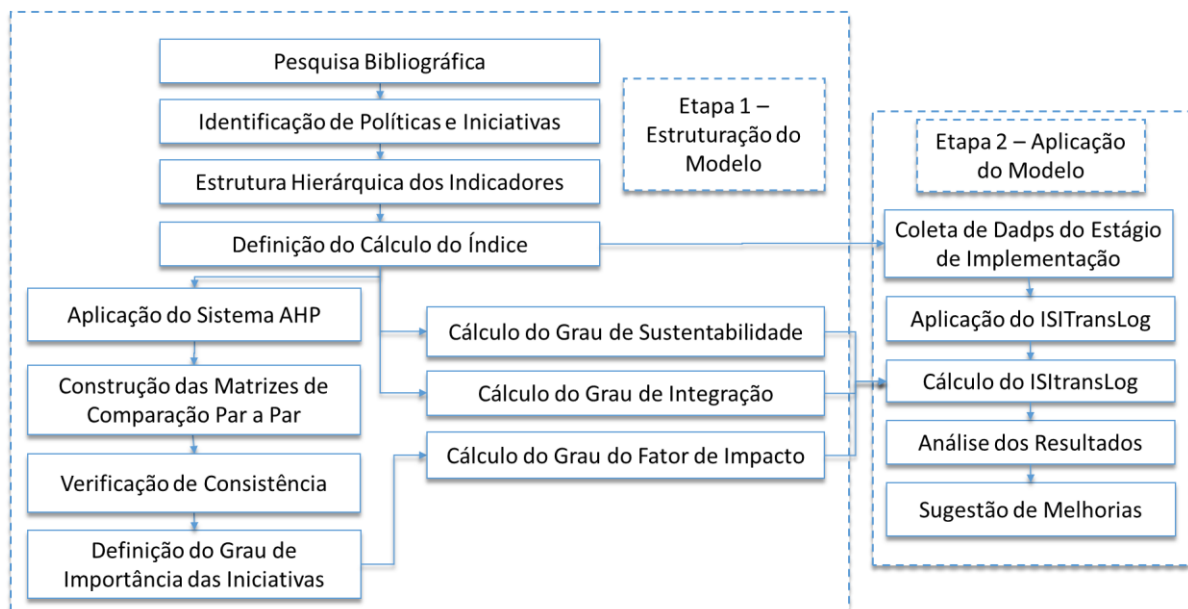 Pesquisa Bibliográfica
Identificação de Políticas e Iniciativas
Estrutura Hierárquica dos Indicadores
Definição do Cálculo do Índice
Etapa 1 –
Estruturação do
Modelo
Aplicação do Sistema AHP
Construção das Matrizes de
Comparação Par a Par
Verificação de Consistência
Definição do Grau de
Importância das Iniciativas
Cálculo do Grau de Sustentabilidade
Cálculo do Grau de Integração
Cálculo do Grau do Fator de Impacto
Etapa 2 – Aplicação
do Modelo
Coleta de Dadps do Estágio
de Implementação
Aplicação do ISITransLog
Cálculo do ISItransLog
Análise dos Resultados
Sugestão de Melhorias